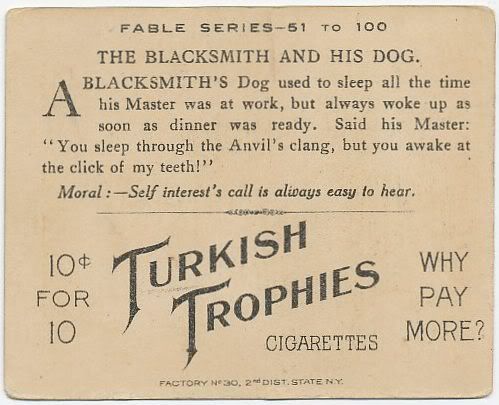 FABLE SERIES-51 TO 100
THE BLACKSMITH AND HIS DOG.
A BLACKSMITH'S Dog used to sleep all the time
his Master was at work, but always woke up as
soon as dinner was ready. Said his Master:
"You sleep through the Anvil's clang, but you awake at
the click of my teeth!"
Moral:—Self interest's call is always easy to hear.
10¢
FOR
10
TURKISH
TROPHIES
CIGARETTES
WHY
PAY
MORE?
FACTORY Nº 30, 2ND DIST. STATE N.Y.